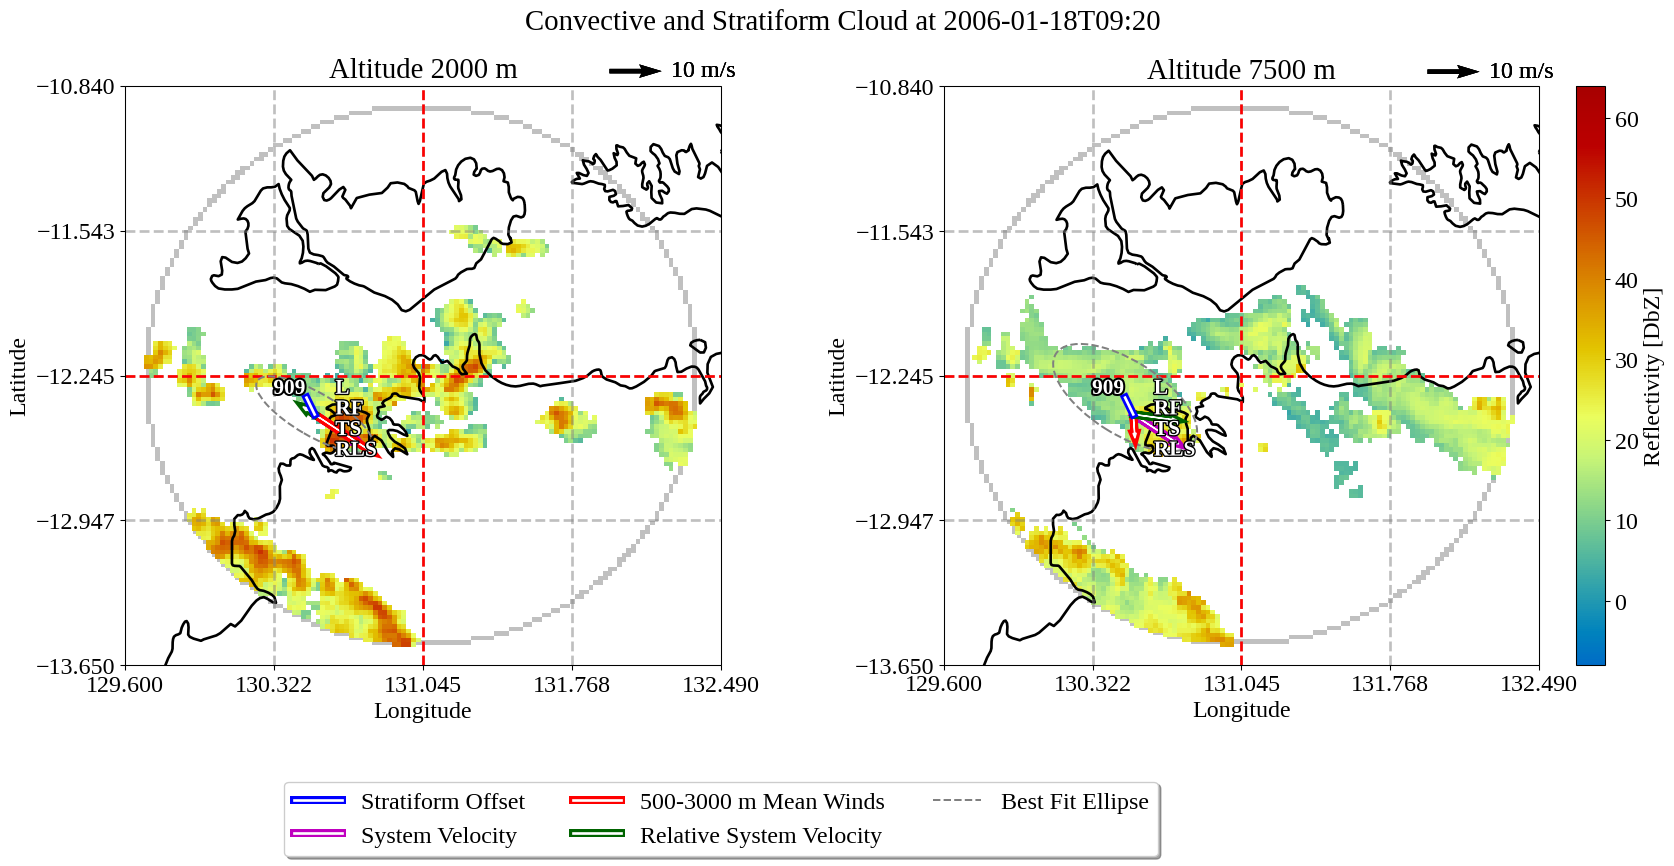 Convective and Stratiform Cloud at 2006-01-18T09:20
Altitude 2000 m
10 m/s
−10.840
−11.543
−12.245
−12.947
−13.650
Latitude
129.600
130.322
131.045
131.768
132.490
Longitude
909
L
RF
TS
RLS
Altitude 7500 m
10 m/s
−10.840
−11.543
−12.245
−12.947
−13.650
Latitude
129.600
130.322
131.045
131.768
132.490
Longitude
909
L
RF
TS
RLS
60
50
40
30
20
10
0
Reflectivity [DbZ]
Stratiform Offset
System Velocity
500-3000 m Mean Winds
Relative System Velocity
Best Fit Ellipse